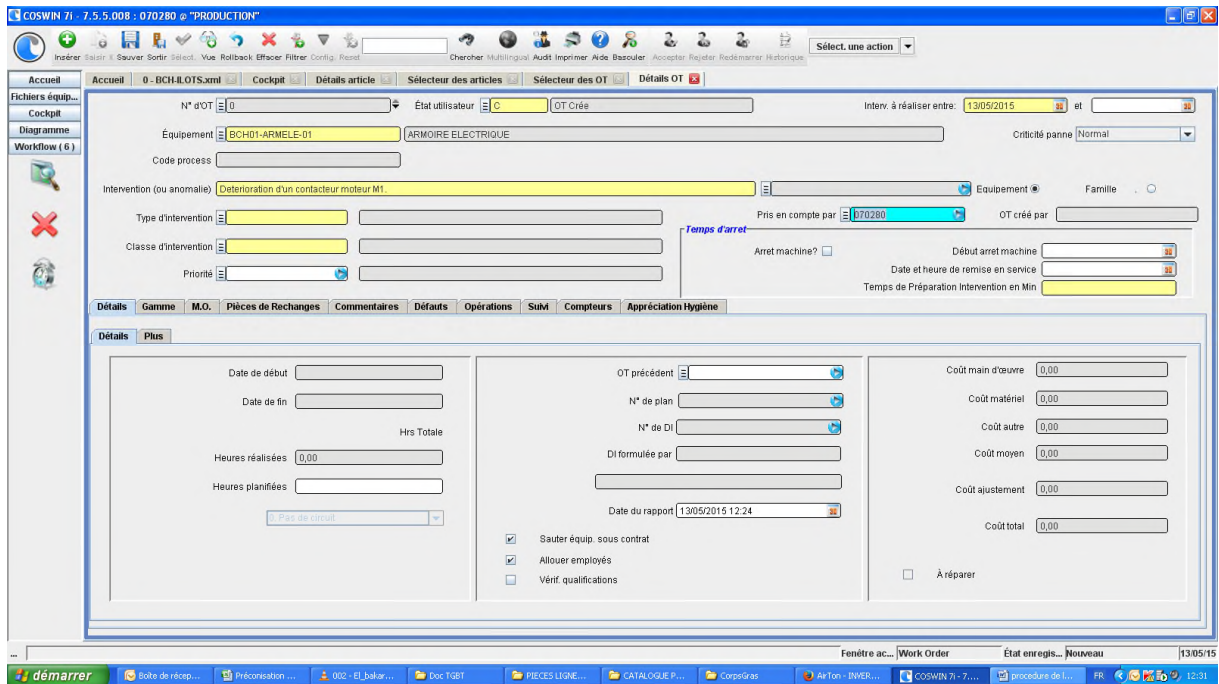 COSWIN 7i - 7.5.5.008 : 070280 @ "PRODUCTION"
Insérer Saisir li Sauver Sortir Sélect. Vue Rollback Effacer Filtrer Config. Reset Chercher Multilingual Audit Imprimer Aide Basculer Accepter Rejeter Redémarrer Historique
Sélect. une action
Accueil
Fichiers équip...
Cockpit
Diagramme
Workflow ( 6 )
Accueil 0 - BCH-ILOTS.xml Cockpit Détails article Sélecteur des articles Sélecteur des OT Détails OT
N° d'OT 0 État utilisateur C OT Crée Interv. à réaliser entre: 13/05/2015 et
Équipement BCH01-ARMELE-01 ARMOIRE ELECTRIQUE Criticité panne Normal
Code process
Intervention (ou anomalie) Deterioration d'un contacteur moteur M1. Equipement Famille .
Type d'intervention Pris en compte par 070280 OT créé par
Temps d'arret
Classe d'intervention Arret machine? Début arret machine
Priorité Date et heure de remise en service
Temps de Préparation Intervention en Min
Détails Gamme M.O. Pièces de Rechanges Commentaires Défauts Opérations Suivi Compteurs Appréciation Hygiène
Détails Plus
Date de début
Date de fin
Hrs Totale
Heures réalisées 0,00
Heures planifiées
0. Pas de circuit
OT précédent
N° de plan
N° de DI
DI formulée par
Date du rapport 13/05/2015 12:24
Sauter équip. sous contrat
Allouer employés
Vérif. qualifications
Coût main d'œuvre 0,00
Coût matériel 0,00
Coût autre 0,00
Coût moyen 0,00
Coût ajustement 0,00
Coût total 0,00
À réparer
... Fenêtre ac... Work Order État enregis... Nouveau 13/05/15
démarrer Boîte de récep... Préconisation ... 002 - El_bakar... Doc TGBT PIECES LIGNE... CATALOGUE P... CorpsGras AirTon - INVER... COSWIN 7i - 7.... procedure de l... FR 12:31